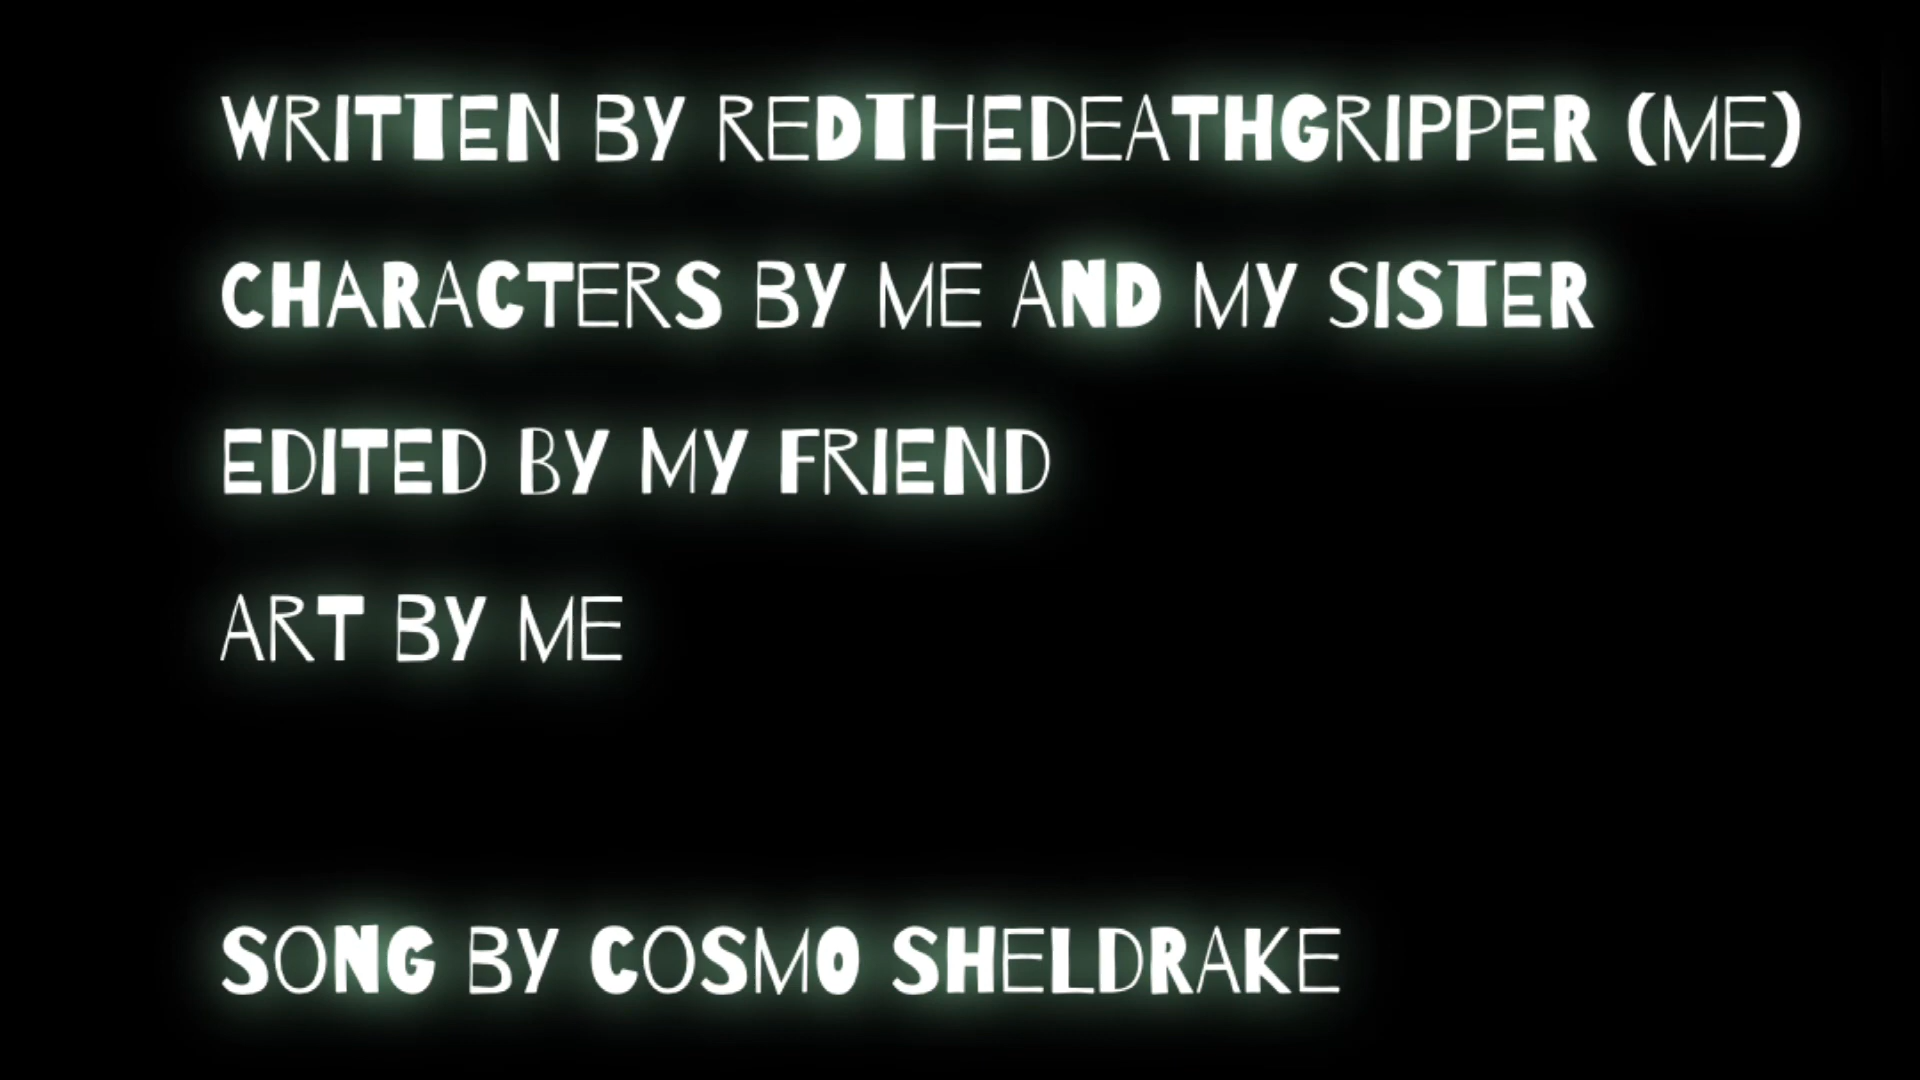 WRITTEN BY REDTHEDEATHGRIPPER (ME)
CHARACTERS BY ME AND MY SISTER
EDITED BY MY FRIEND
ART BY ME
SONG BY COSMO SHELDRAKE